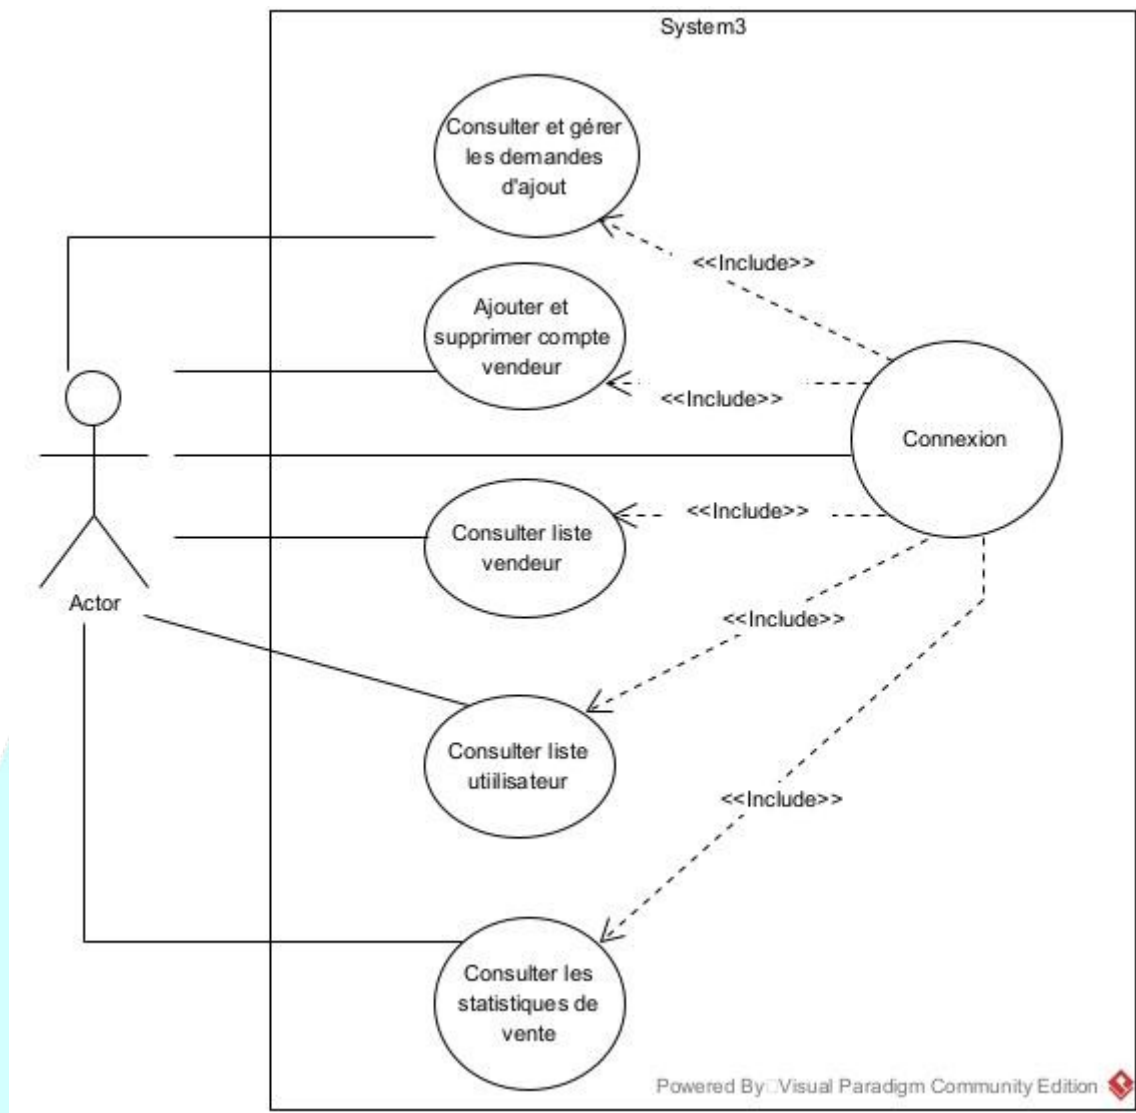 System3
Consulter et gérer
les demandes
d'ajout
<<Include>>
Ajouter et
supprimer compte
vendeur
<<Include>>
Connexion
<<Include>>
Consulter liste
vendeur
Actor
<<Include>>
Consulter liste
utiilisateur
<<Include>>
Consulter les
statistiques de
vente
Powered By Visual Paradigm Community Edition